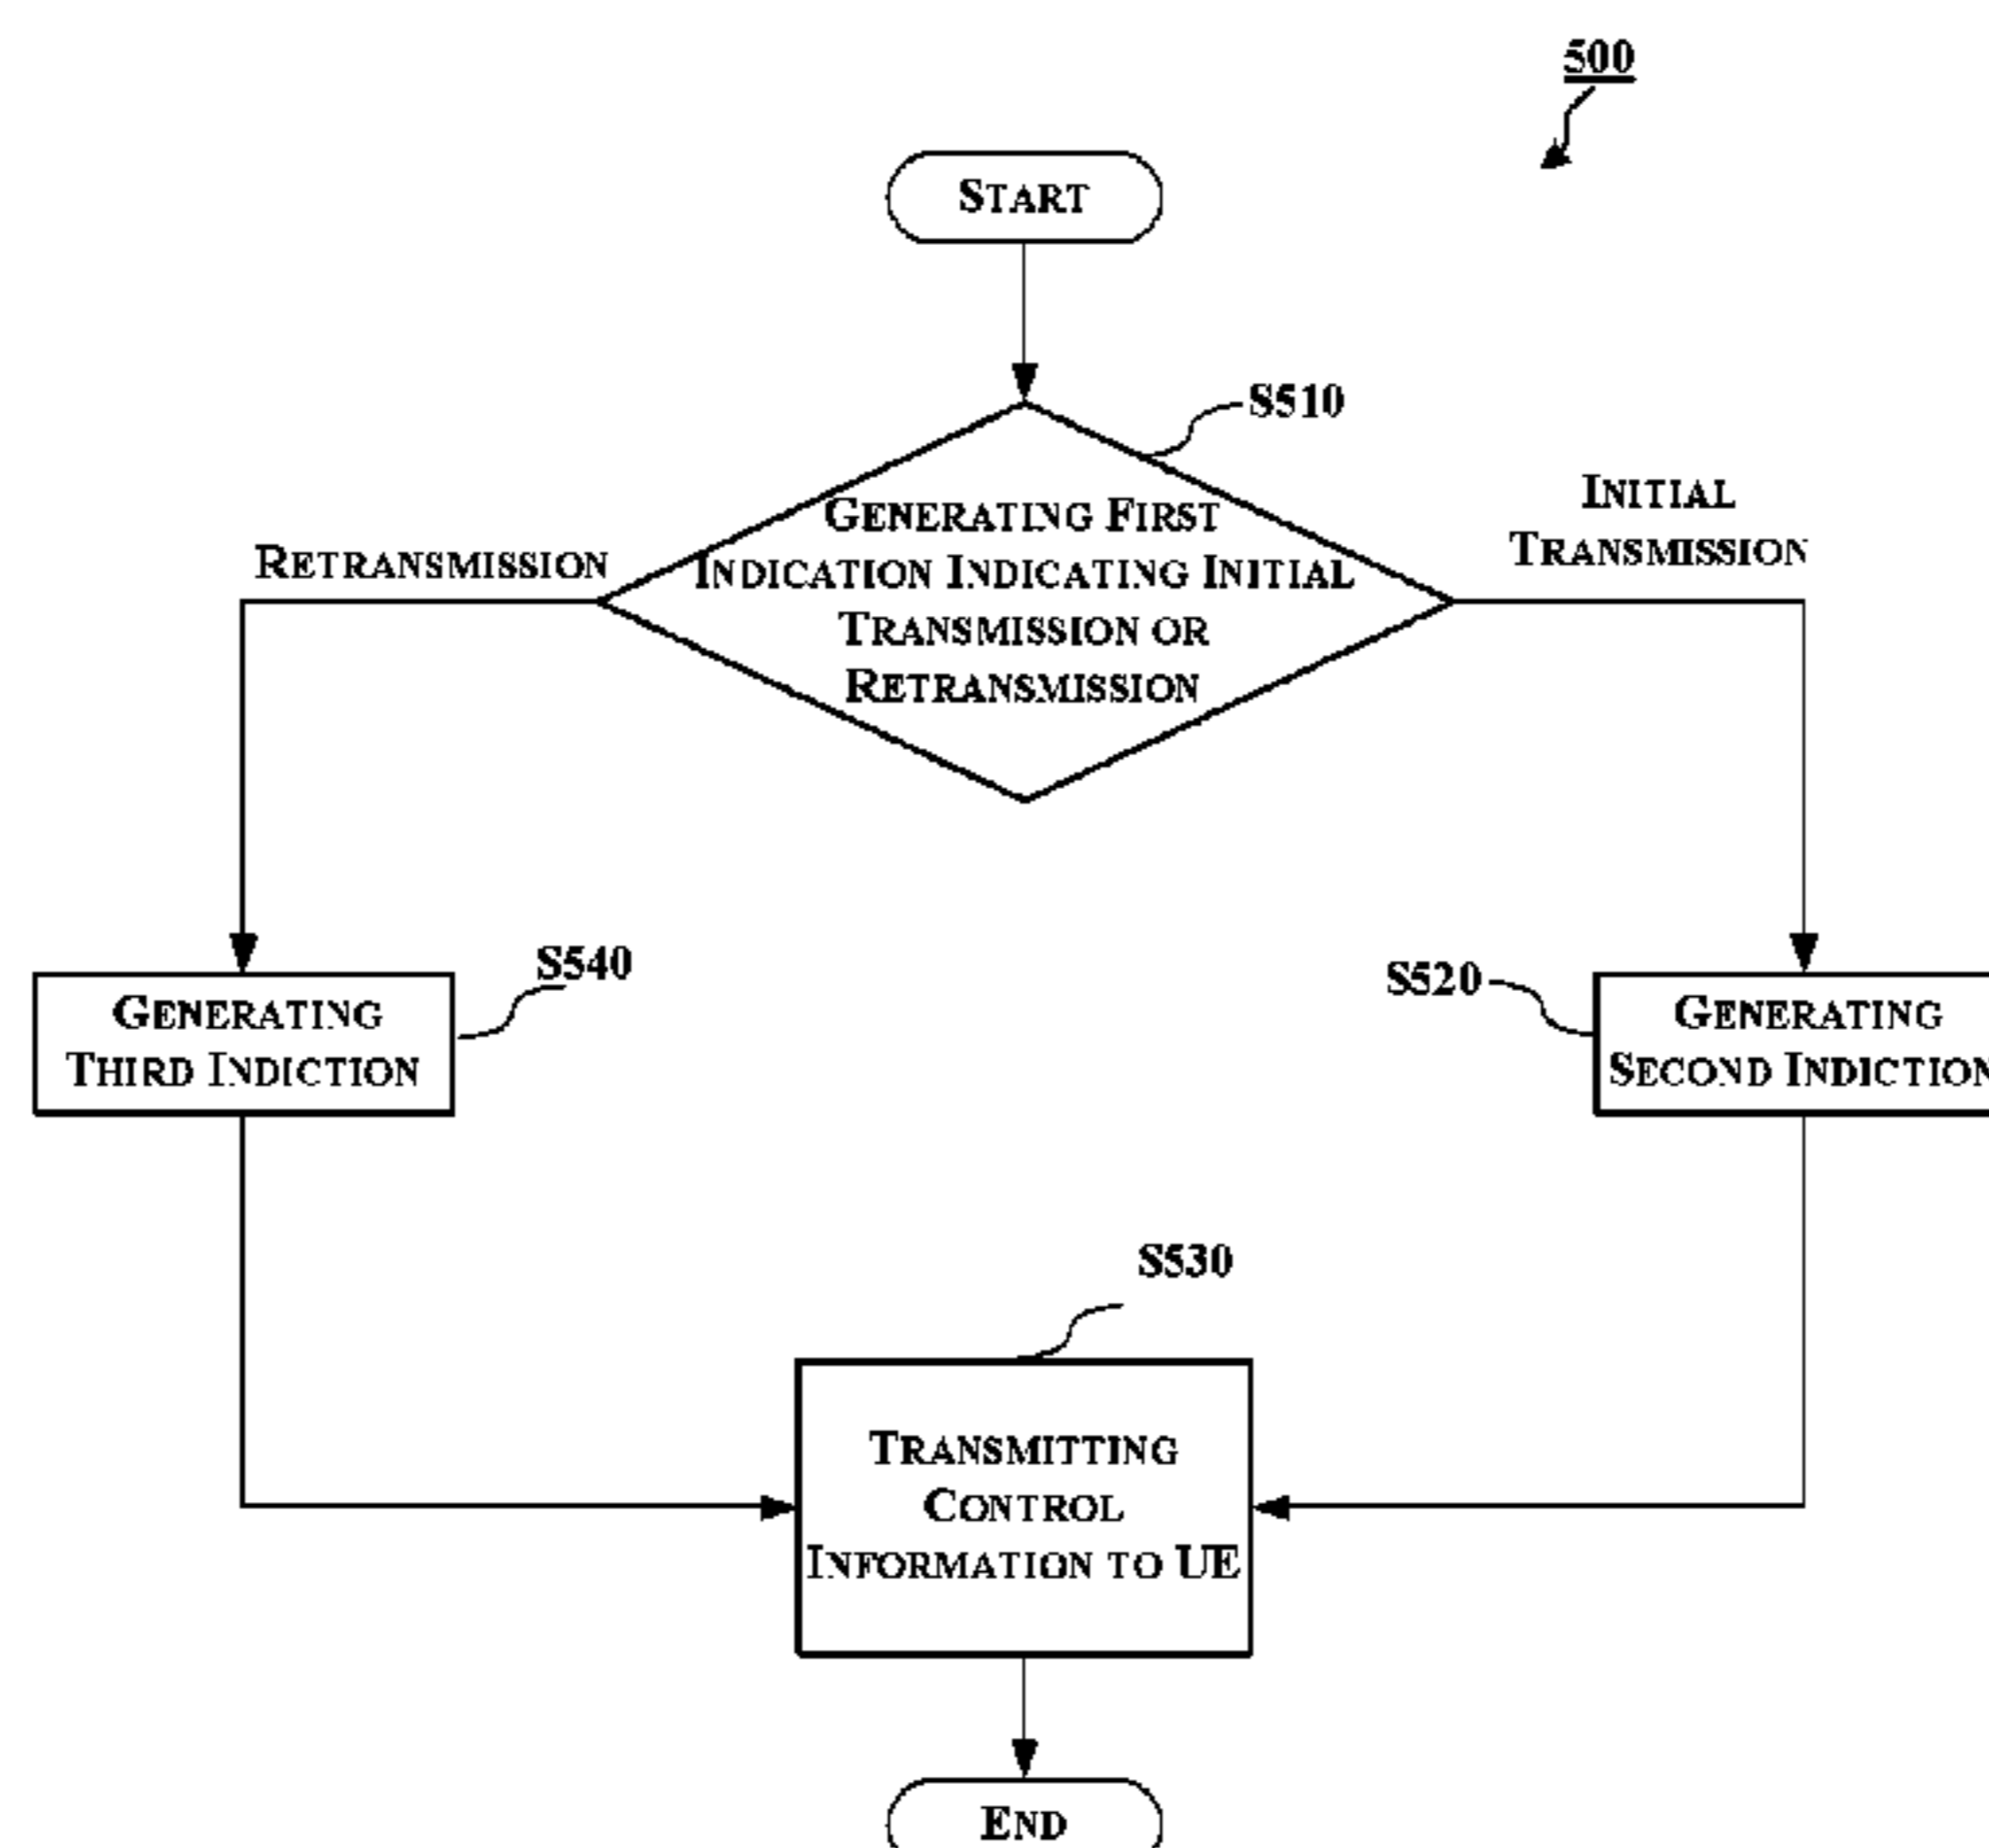 500
START
S510
GENERATING FIRST
INDICATION INDICATING INITIAL
TRANSMISSION OR
RETRANSMISSION
RETRANSMISSION
INITIAL
TRANSMISSION
S540
GENERATING
THIRD INDICTION
S520
GENERATING
SECOND INDICTION
S530
TRANSMITTING
CONTROL
INFORMATION TO UE
END